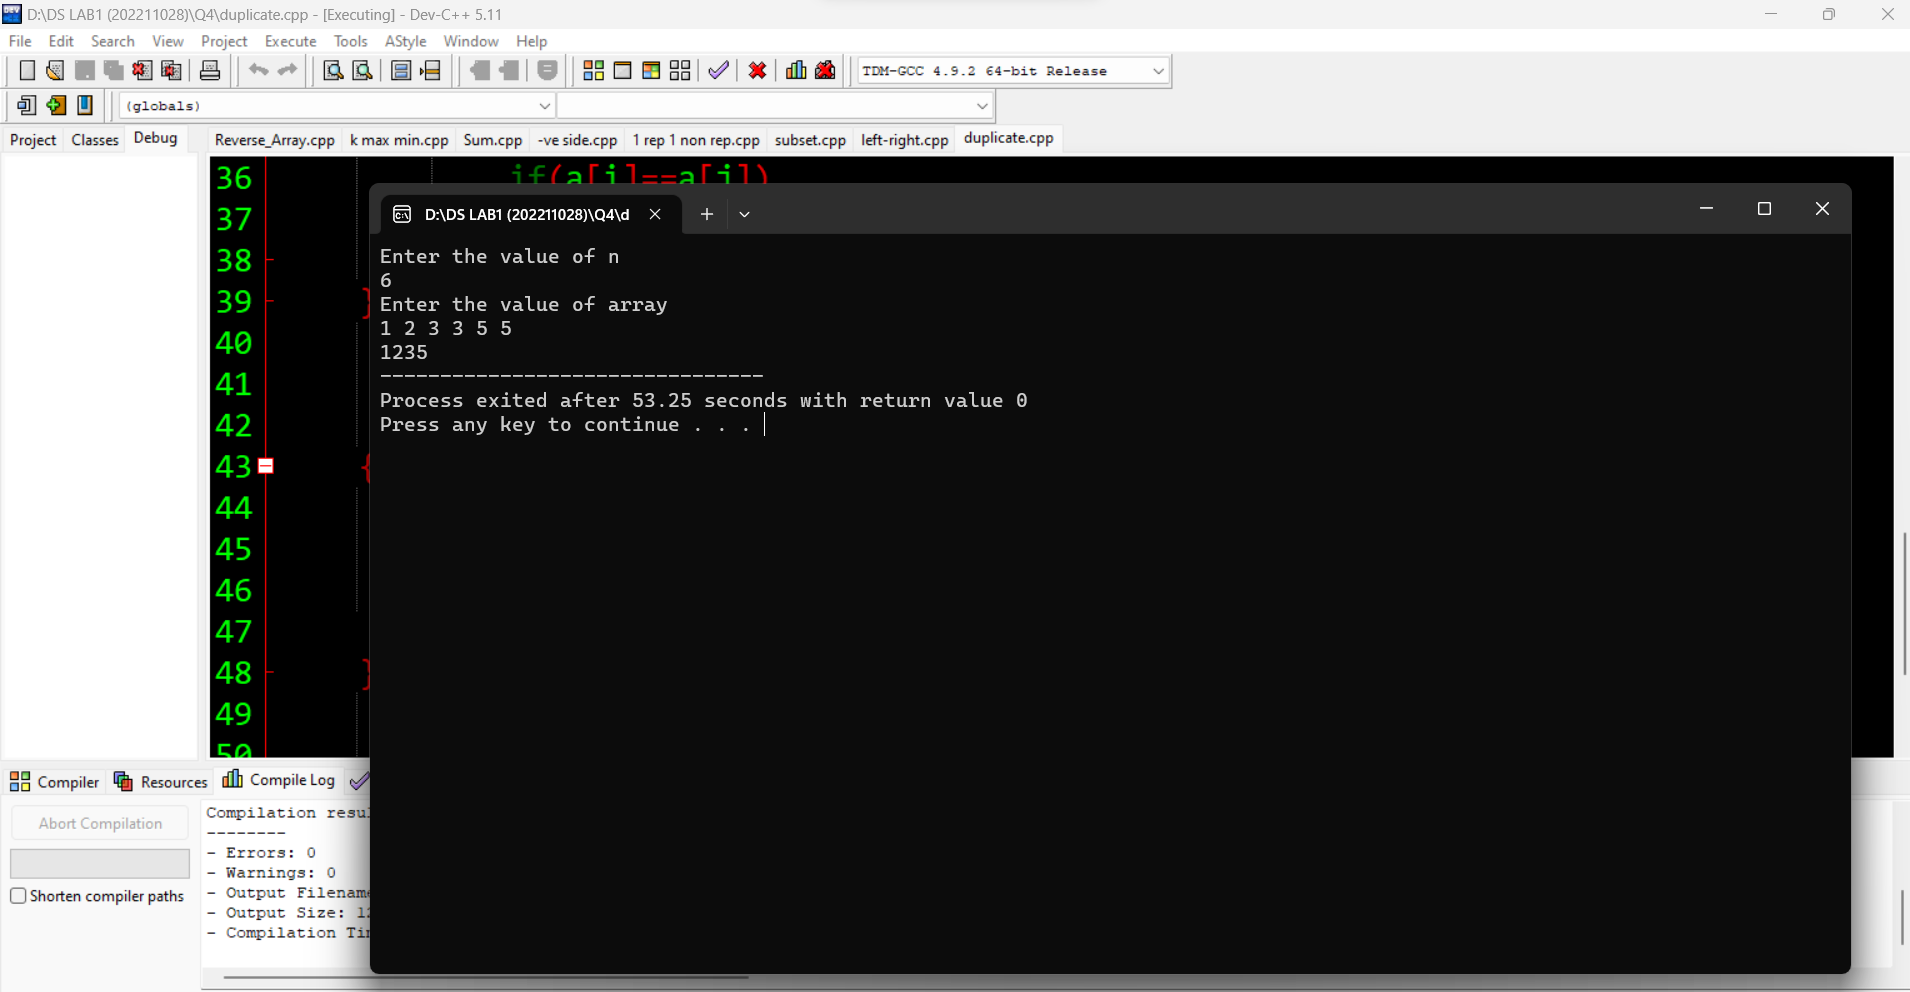 D:\DS LAB1 (202211028)\Q4\duplicate.cpp - [Executing] - Dev-C++ 5.11
File Edit Search View Project Execute Tools AStyle Window Help
TDM-GCC 4.9.2 64-bit Release
(globals)
Project Classes Debug Reverse_Array.cpp k max min.cpp Sum.cpp -ve side.cpp 1 rep 1 non rep.cpp subset.cpp left-right.cpp duplicate.cpp
36 if(a[i]==a[j])
37
38
39 }
40
41
42
43 {
44
45
46
47
48 }
49
50
D:\DS LAB1 (202211028)\Q4\d
Enter the value of n
6
Enter the value of array
1 2 3 3 5 5
1235
--------------------------------
Process exited after 53.25 seconds with return value 0
Press any key to continue . . .
Compiler Resources Compile Log
Abort Compilation
Shorten compiler paths
Compilation resu
--------
- Errors: 0
- Warnings: 0
- Output Filenam
- Output Size: 12
- Compilation Ti